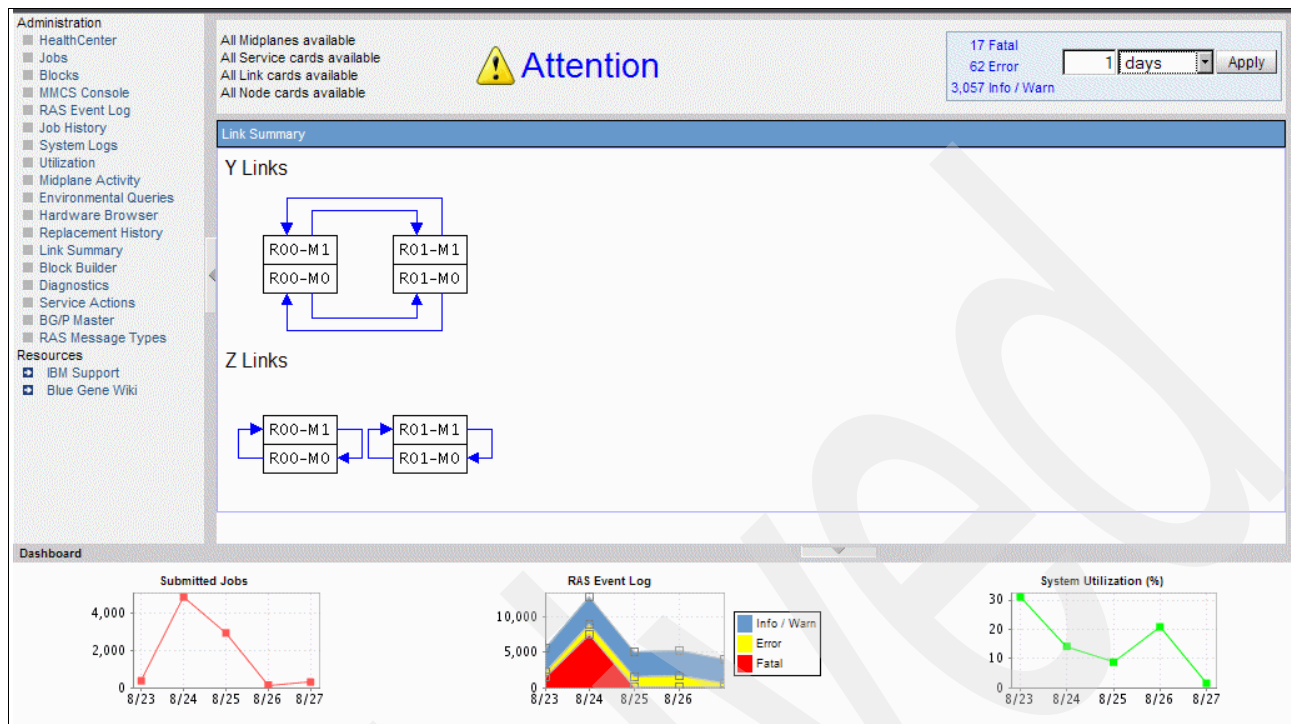 Administration
HealthCenter
Jobs
Blocks
MMCS Console
RAS Event Log
Job History
System Logs
Utilization
Midplane Activity
Environmental Queries
Hardware Browser
Replacement History
Link Summary
Block Builder
Diagnostics
Service Actions
BG/P Master
RAS Message Types
Resources
IBM Support
Blue Gene Wiki
All Midplanes available
All Service cards available
All Link cards available
All Node cards available
Attention
17 Fatal
62 Error
3,057 Info / Warn
1 days Apply
Link Summary
Y Links
R00-M1 R01-M1
R00-M0 R01-M0
Z Links
R00-M1 R01-M1
R00-M0 R01-M0
Dashboard
Submitted Jobs
4,000
2,000
0
8/23 8/24 8/25 8/26 8/27
RAS Event Log
10,000
5,000
0
8/23 8/24 8/25 8/26
Info / Warn
Error
Fatal
System Utilization (%)
30
20
10
0
8/23 8/24 8/25 8/26 8/27